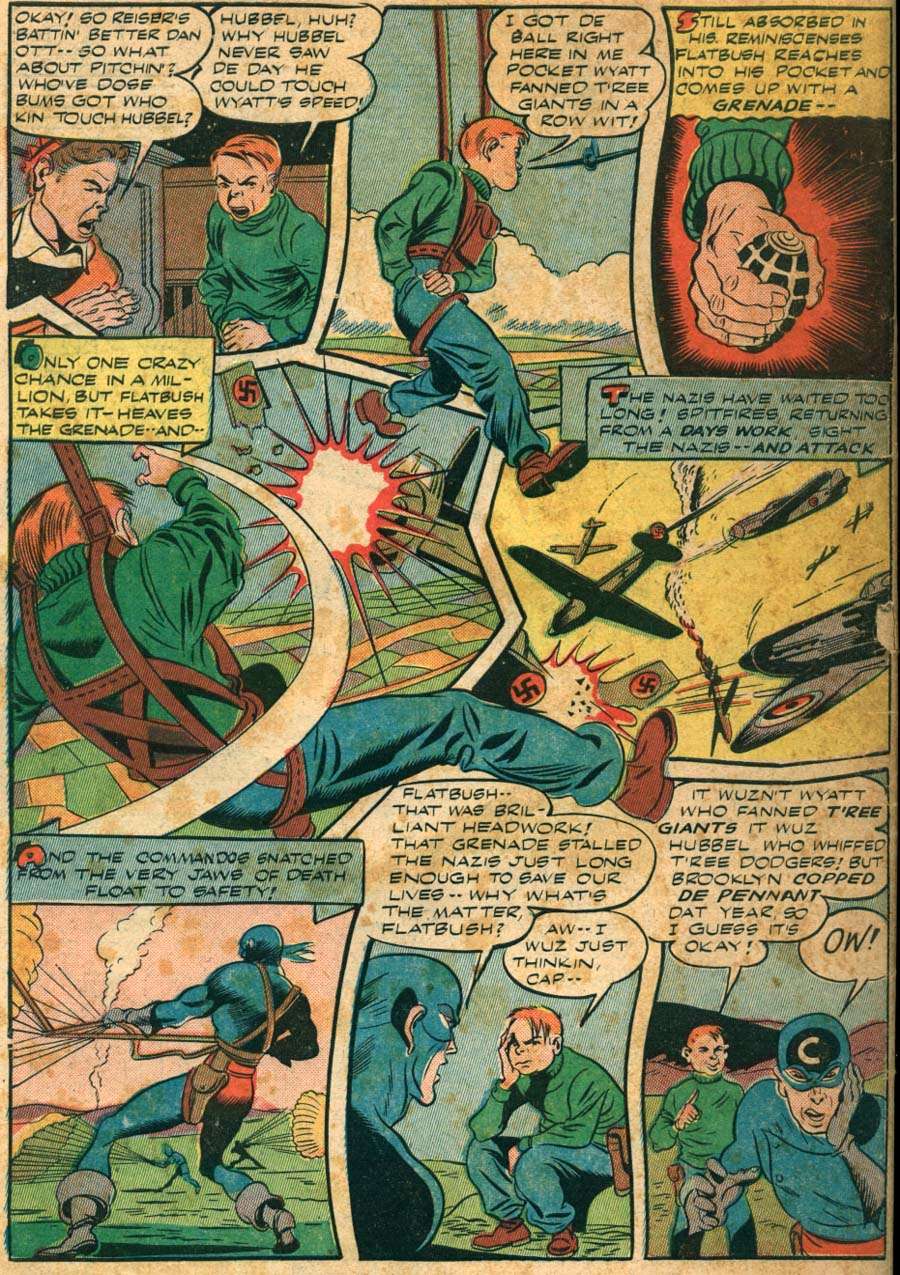 OKAY! SO REISER'S
BATTIN' BETTER DAN
OTT-- SO WHAT
ABOUT PITCHIN'?
WHO'VE DOSE
BUMS GOT WHO
KIN TOUCH HUBBEL?
HUBBEL, HUH?
WHY HUBBEL
NEVER SAW
DE DAY HE
COULD TOUCH
WYATT'S SPEED!
I GOT DE
BALL RIGHT
HERE IN ME
POCKET WYATT
FANNED T'REE
GIANTS IN A
ROW WIT!
STILL ABSORBED IN
HIS REMINISCENSES
FLATBUSH REACHES
INTO HIS POCKET AND
COMES UP WITH A
GRENADE--
ONLY ONE CRAZY
CHANCE IN A MIL-
LION, BUT FLATBUSH
TAKES IT--HEAVES
THE GRENADE--AND--
THE NAZIS HAVE WAITED TOO
LONG! SPITFIRES, RETURNING
FROM A DAYS WORK, SIGHT
THE NAZIS--AND ATTACK
AND THE COMMANDOS SNATCHED
FROM THE VERY JAWS OF DEATH
FLOAT TO SAFETY!
FLATBUSH--
THAT WAS BRIL-
LIANT HEADWORK!
THAT GRENADE STALLED
THE NAZIS JUST LONG
ENOUGH TO SAVE OUR
LIVES-- WHY WHAT'S
THE MATTER,
FLATBUSH?
AW--I
WUZ JUST
THINKIN,
CAP--
IT WUZN'T WYATT
WHO FANNED T'REE
GIANTS IT WUZ
HUBBEL WHO WHIFFED
T'REE DODGERS! BUT
BROOKLYN COPPED
DE PENNANT
DAT YEAR, SO
I GUESS IT'S
OKAY!
OW!
C